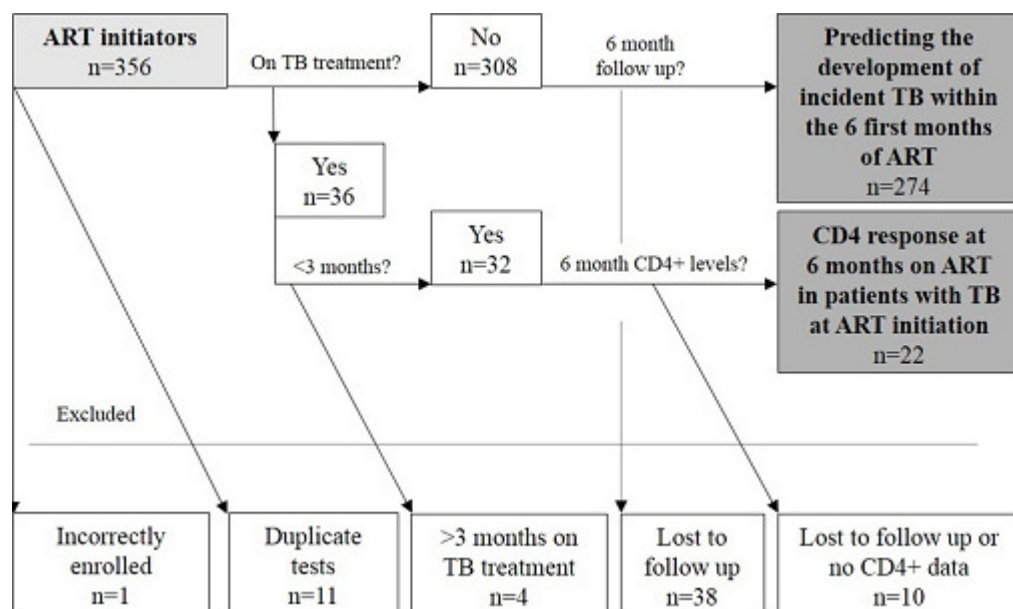 ART initiators
n=356
On TB treatment?
No
n=308
6 month
follow up?
Predicting the
development of
incident TB within
the 6 first months
of ART
n=274
Yes
n=36
<3 months?
Yes
n=32
6 month CD4+ levels?
CD4 response at
6 months on ART
in patients with TB
at ART initiation
n=22
Excluded
Incorrectly
enrolled
n=1
Duplicate
tests
n=11
>3 months on
TB treatment
n=4
Lost to
follow up
n=38
Lost to follow up or
no CD4+ data
n=10